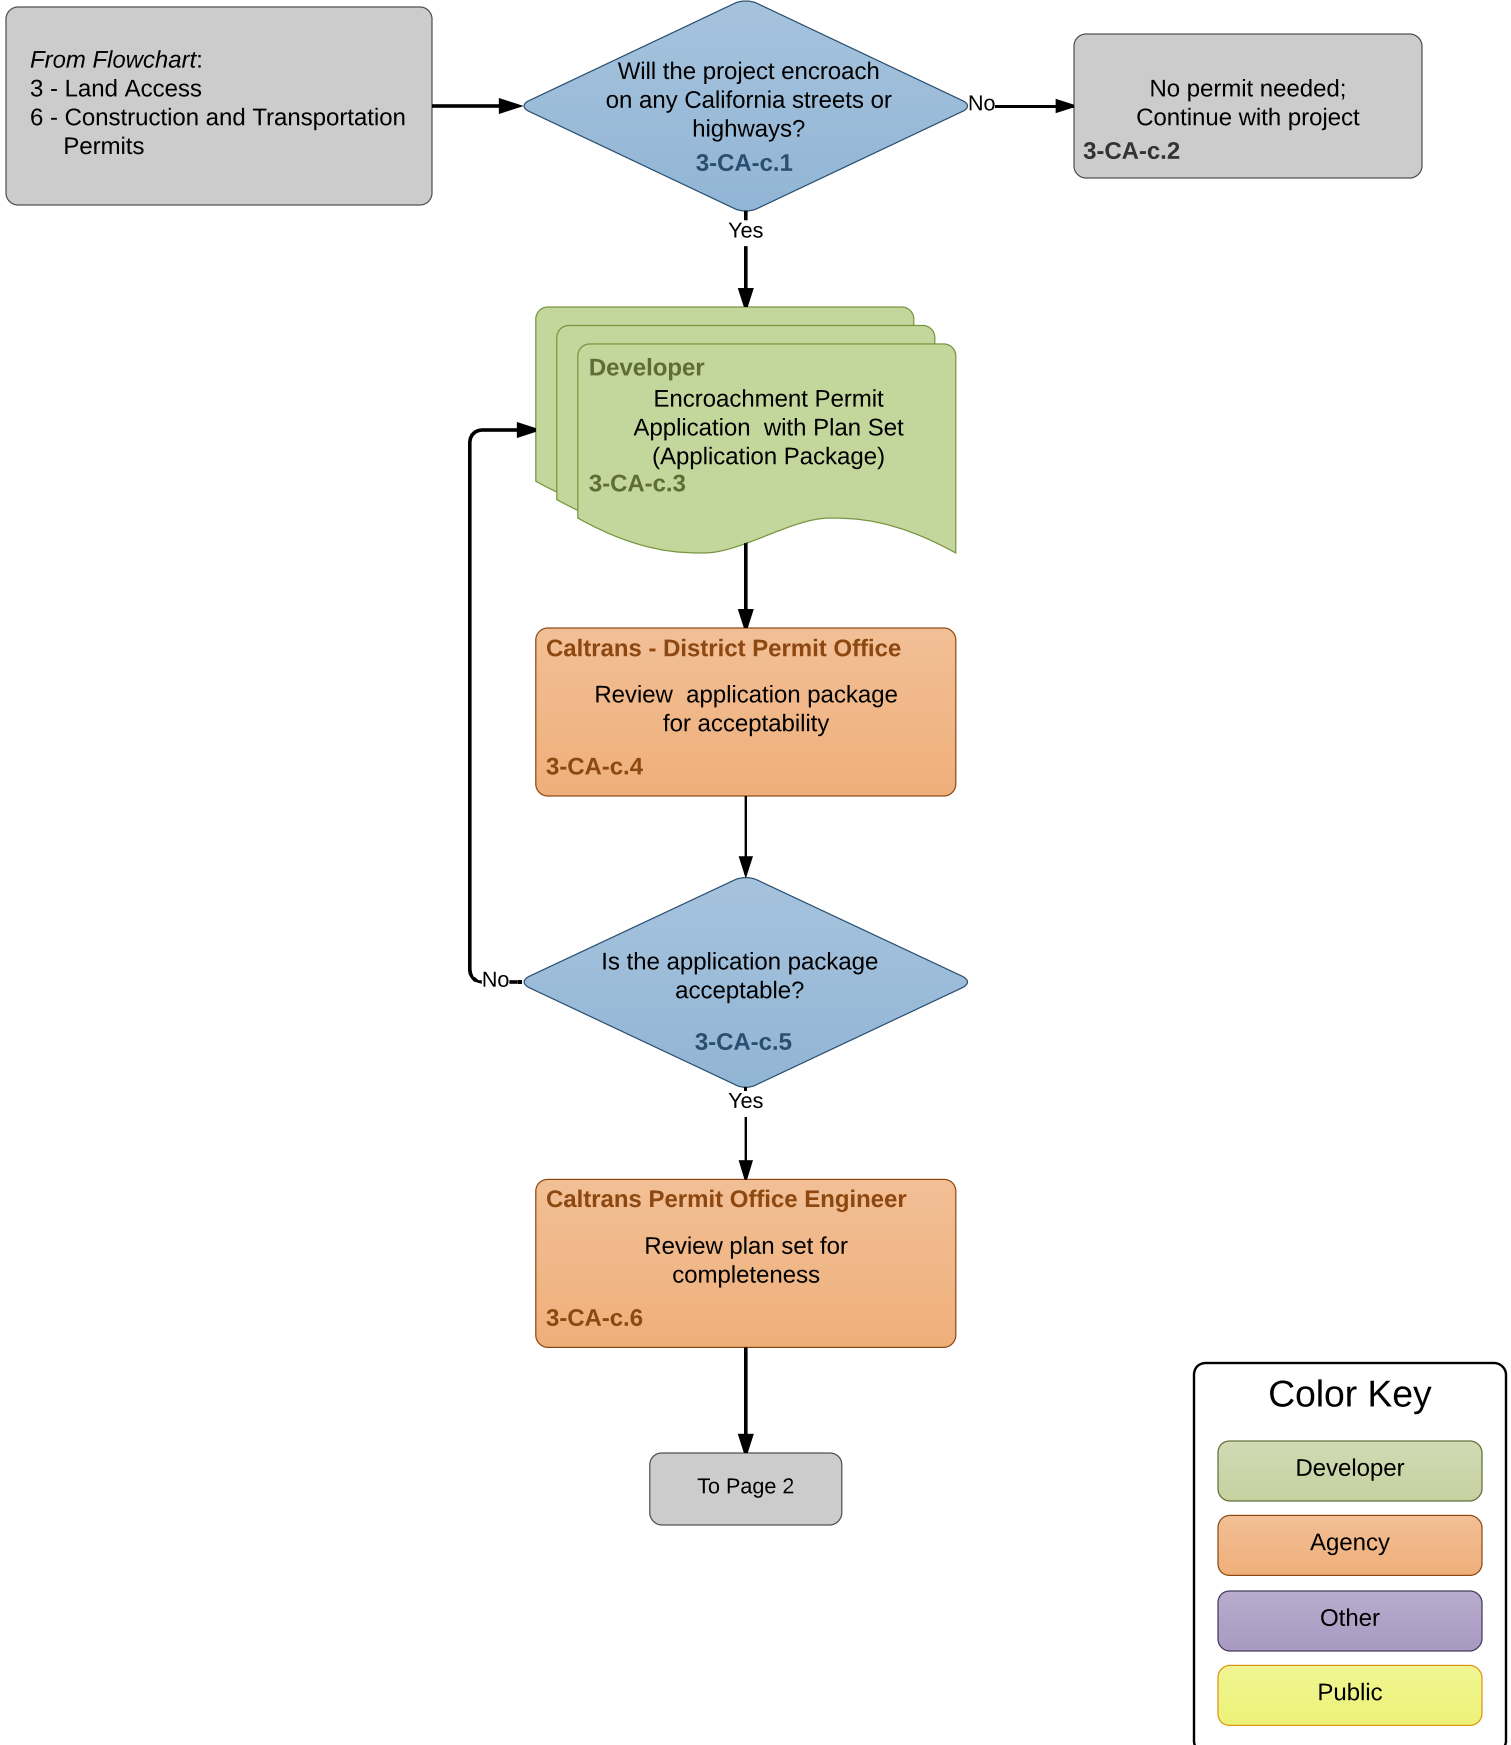 From Flowchart:
3 - Land Access
6 - Construction and Transportation
Permits
Will the project encroach
on any California streets or
highways?
3-CA-c.1
No
No permit needed;
Continue with project
3-CA-c.2
Yes
Developer
Encroachment Permit
Application  with Plan Set
(Application Package)
3-CA-c.3
Caltrans - District Permit Office
Review  application package
for acceptability
3-CA-c.4
Is the application package
acceptable?
3-CA-c.5
No
Yes
Caltrans Permit Office Engineer
Review plan set for
completeness
3-CA-c.6
To Page 2
Color Key
Developer
Agency
Other
Public